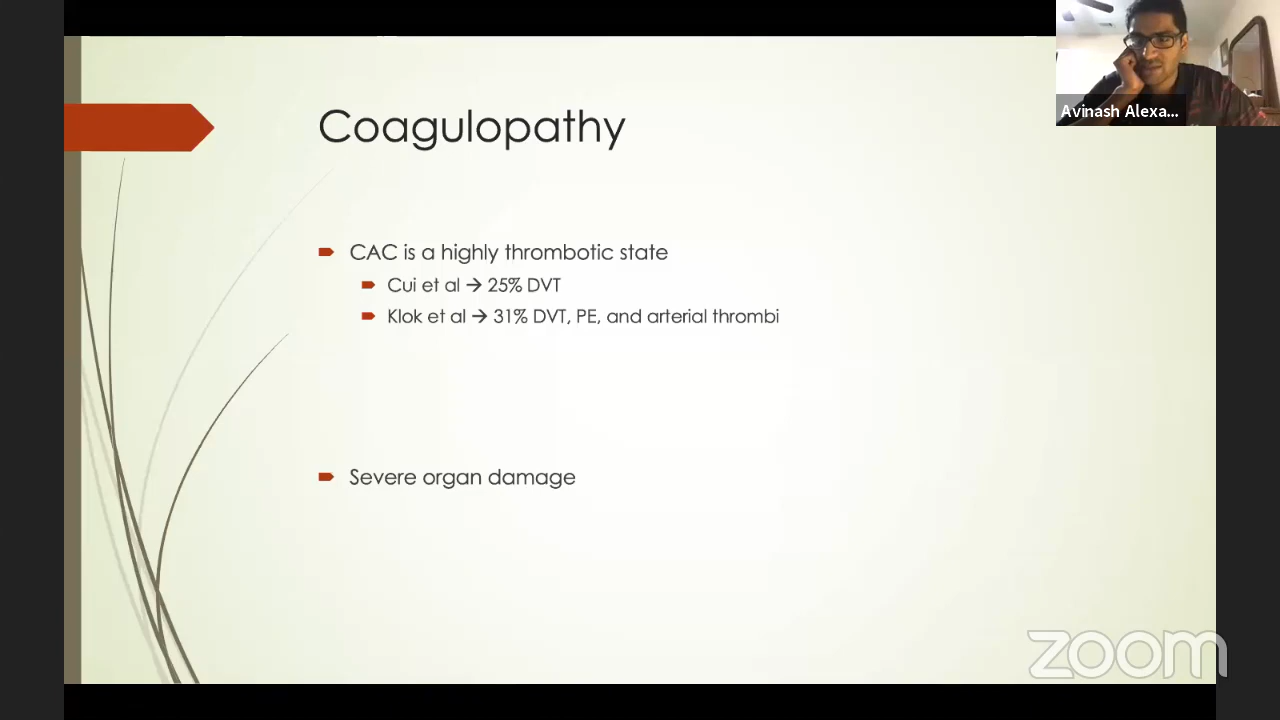 Avinash Alexa...
Coagulopathy
CAC is a highly thrombotic state
Cui et al → 25% DVT
Klok et al → 31% DVT, PE, and arterial thrombi
Severe organ damage
zoom